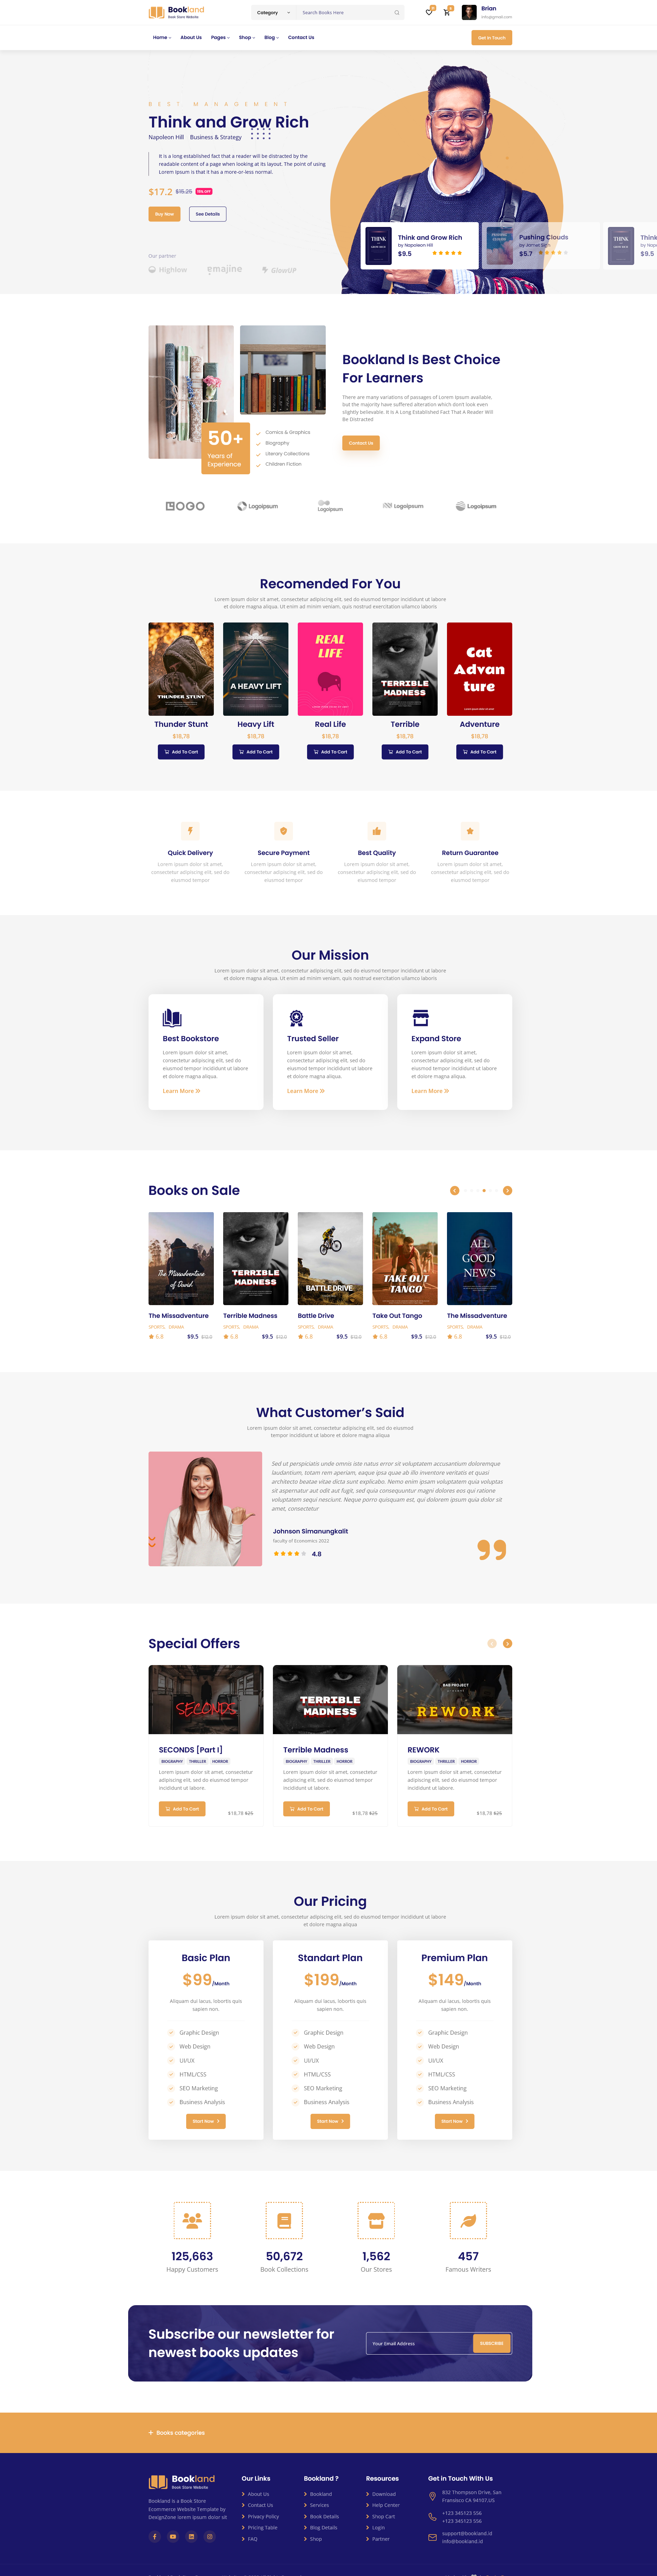 Bookland
Book Store Website
Category
Search Books Here
Brian
info@gmail.com
Home
About Us
Pages
Shop
Blog
Contact Us
Get In Touch
BEST MANAGEMENT
Think and Grow Rich
Napoleon Hill Business & Strategy
It is a long established fact that a reader will be distracted by the
readable content of a page when looking at its layout. The point of using
Lorem Ipsum is that it has a more-or-less normal.
$17.2 $15.25
Buy Now
See Details
Our partner:
Hightow
emajine
GlowUP
Think and Grow Rich
by Napoleon Hill
$9.5
Pushing Clouds
$5.7
Think
$9.5
50+
Years of
Experience
Comics & Graphics
Biography
Literary Collections
Children Fiction
Bookland Is Best Choice
For Learners
There are many variations of passages of Lorem Ipsum available,
but the majority have suffered alteration which dont look even
slightly believable. It Is A Long Established Fact That A Reader Will
Be Distracted
Contact Us
LOGO
Logoipsum
Logoipsum
Logoipsum
Logoipsum
Recomended For You
Lorem ipsum dolor sit amet, consectetur adipiscing elit, sed do eiusmod tempor incididunt ut labore
et dolore magna aliqua. Ut enim ad minim veniam, quis nostrud exercitation ullamco laboris
THUNDER STUNT
A HEAVY LIFT
REAL LIFE
TERRIBLE MADNESS
Cat
Advan
ture
Thunder Stunt
$18,78
Add To Cart
Heavy Lift
$18,78
Add To Cart
Real Life
$18,78
Add To Cart
Terrible
$18,78
Add To Cart
Adventure
$18,78
Add To Cart
Quick Delivery
Lorem ipsum dolor sit amet,
consectetur adipiscing elit, sed do
eiusmod tempor
Secure Payment
Lorem ipsum dolor sit amet,
consectetur adipiscing elit, sed do
eiusmod tempor
Best Quality
Lorem ipsum dolor sit amet,
consectetur adipiscing elit, sed do
eiusmod tempor
Return Guarantee
Lorem ipsum dolor sit amet,
consectetur adipiscing elit, sed do
eiusmod tempor
Our Mission
Lorem ipsum dolor sit amet, consectetur adipiscing elit, sed do eiusmod tempor incididunt ut labore
et dolore magna aliqua. Ut enim ad minim veniam, quis nostrud exercitation ullamco laboris
Best Bookstore
Lorem ipsum dolor sit amet,
consectetur adipiscing elit, sed do
eiusmod tempor incididunt ut labore
et dolore magna aliqua.
Learn More
Trusted Seller
Lorem ipsum dolor sit amet,
consectetur adipiscing elit, sed do
eiusmod tempor incididunt ut labore
et dolore magna aliqua.
Learn More
Expand Store
Lorem ipsum dolor sit amet,
consectetur adipiscing elit, sed do
eiusmod tempor incididunt ut labore
et dolore magna aliqua.
Learn More
Books on Sale
The Missadventure of David
TERRIBLE MADNESS
BATTLE DRIVE
TAKE OUT TANGO
ALL GOOD NEWS
The Missadventure
SPORTS, DRAMA
6.8 $9.5 $12.0
Terrible Madness
SPORTS, DRAMA
6.8 $9.5 $12.0
Battle Drive
SPORTS, DRAMA
6.8 $9.5 $12.0
Take Out Tango
SPORTS, DRAMA
6.8 $9.5 $12.0
The Missadventure
SPORTS, DRAMA
6.8 $9.5 $12.0
What Customer's Said
Lorem ipsum dolor sit amet, consectetur adipiscing elit, sed do eiusmod
tempor incididunt ut labore et dolore magna aliqua
Sed ut perspiciatis unde omnis iste natus error sit voluptatem accusantium doloremque
laudantium, totam rem aperiam, eaque ipsa quae ab illo inventore veritatis et quasi
architecto beatae vitae dicta sunt explicabo. Nemo enim ipsam voluptatem quia voluptas
sit aspernatur aut odit aut fugit, sed quia consequuntur magni dolores eos qui ratione
voluptatem sequi nesciunt. Neque porro quisquam est, qui dolorem ipsum quia dolor sit
amet, consectetur
Johnson Simanungkalit
faculty of Economics 2022
4.8
Special Offers
SECONDS
TERRIBLE MADNESS
BAD PROJECT
REWORK
SECONDS [Part I]
BIOGRAPHY THRILLER HORROR
Lorem ipsum dolor sit amet, consectetur
adipiscing elit, sed do eiusmod tempor
incididunt ut labore.
Add To Cart
$18,78 $25
Terrible Madness
BIOGRAPHY THRILLER HORROR
Lorem ipsum dolor sit amet, consectetur
adipiscing elit, sed do eiusmod tempor
incididunt ut labore.
Add To Cart
$18,78 $25
REWORK
BIOGRAPHY THRILLER HORROR
Lorem ipsum dolor sit amet, consectetur
adipiscing elit, sed do eiusmod tempor
incididunt ut labore.
Add To Cart
$18,78 $25
Our Pricing
Lorem ipsum dolor sit amet, consectetur adipiscing elit, sed do eiusmod tempor incididunt ut labore
et dolore magna aliqua
Basic Plan
$99/Month
Aliquam dui lacus, lobortis quis
sapien non.
Graphic Design
Web Design
UI/UX
HTML/CSS
SEO Marketing
Business Analysis
Start Now
Standart Plan
$199/Month
Aliquam dui lacus, lobortis quis
sapien non.
Graphic Design
Web Design
UI/UX
HTML/CSS
SEO Marketing
Business Analysis
Start Now
Premium Plan
$149/Month
Aliquam dui lacus, lobortis quis
sapien non.
Graphic Design
Web Design
UI/UX
HTML/CSS
SEO Marketing
Business Analysis
Start Now
125,663
Happy Customers
50,672
Book Collections
1,562
Our Stores
457
Famous Writers
Subscribe our newsletter for
newest books updates
Your Email Address
SUBSCRIBE
Books categories
Bookland
Book Store Website
Bookland is a Book Store
Ecommerce Website Template by
DexignZone lorem ipsum dolor sit
Our Links
About Us
Contact Us
Privacy Policy
Pricing Table
FAQ
Bookland ?
Bookland
Services
Book Details
Blog Details
Shop
Resources
Download
Help Center
Shop Cart
Login
Partner
Get in Touch With Us
832 Thompson Drive, San
Fransisco CA 94107,US
+123 345123 556
+123 345123 556
support@bookland.id
info@bookland.id